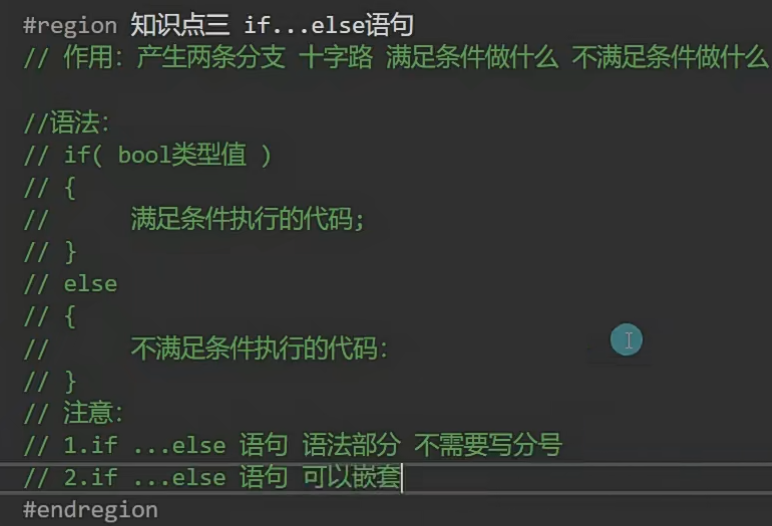 #region 知识点三 if...else语句
// 作用: 产生两条分支 十字路 满足条件做什么 不满足条件做什么
//语法:
// if( bool类型值 )
// {
//      满足条件执行的代码;
// }
// else
// {
//      不满足条件执行的代码:
// }
// 注意:
// 1.if ...else 语句 语法部分 不需要写分号
// 2.if ...else 语句 可以嵌套
#endregion